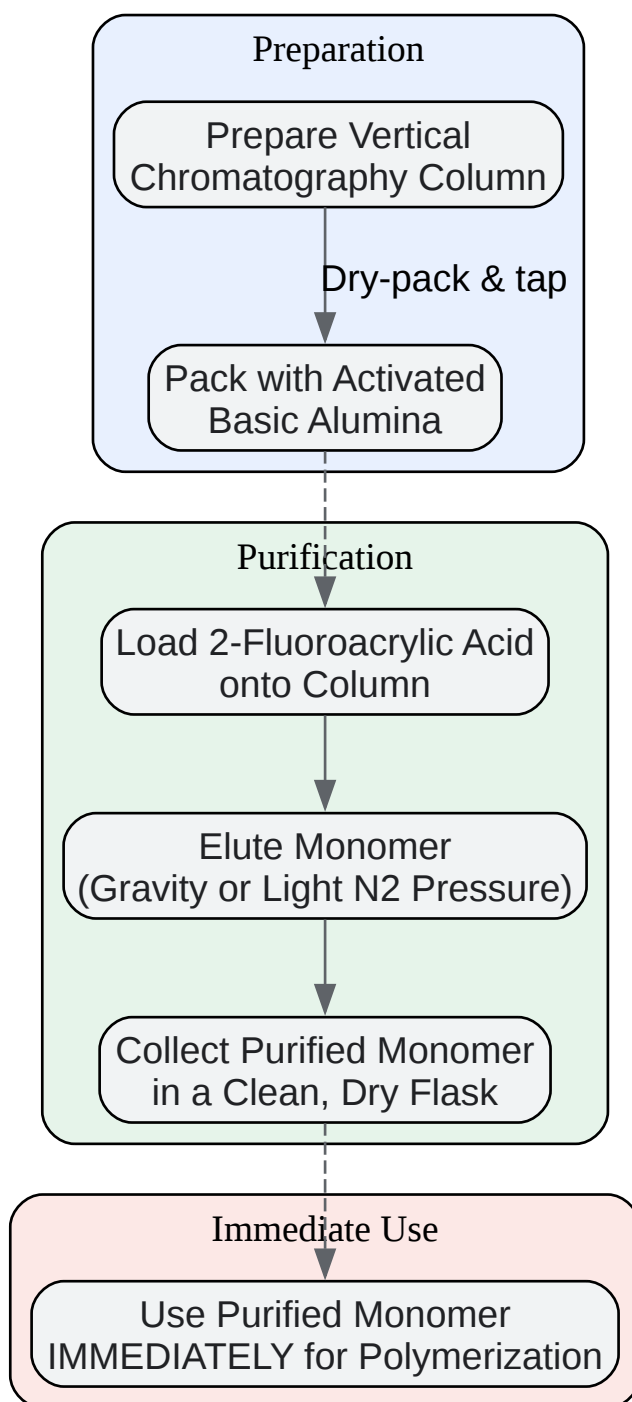 Preparation
Prepare Vertical
Chromatography Column
Dry-pack & tap
Pack with Activated
Basic Alumina
Purification
Load 2-Fluoroacrylic Acid
onto Column
Elute Monomer
(Gravity or Light N2 Pressure)
Collect Purified Monomer
in a Clean, Dry Flask
Immediate Use
Use Purified Monomer
IMMEDIATELY for Polymerization